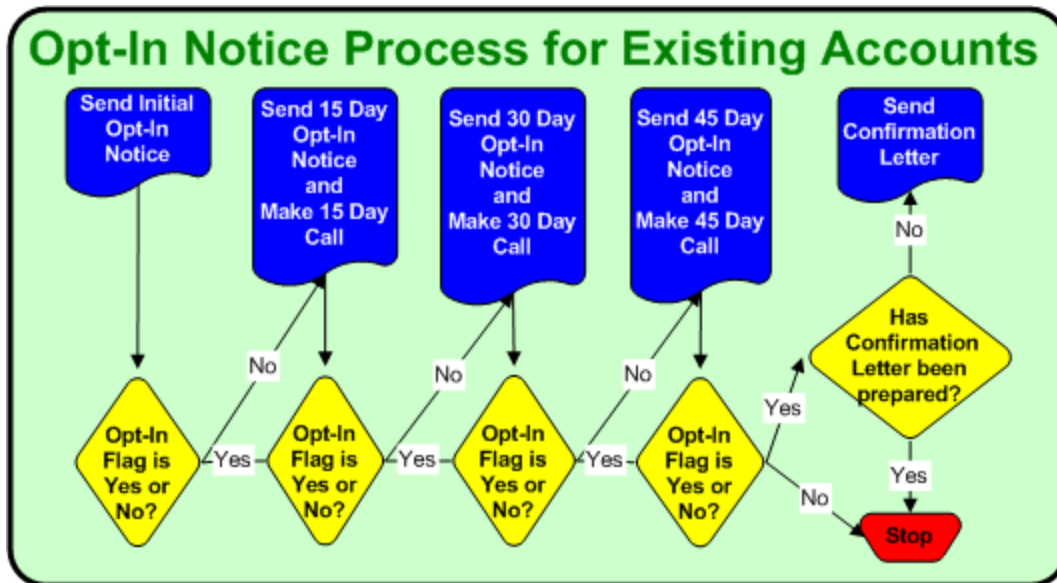 Opt-In Notice Process for Existing Accounts
Send Initial
Opt-In
Notice
Send 15 Day
Opt-In
Notice
and
Make 15 Day
Call
Send 30 Day
Opt-In
Notice
and
Make 30 Day
Call
Send 45 Day
Opt-In
Notice
and
Make 45 Day
Call
Send
Confirmation
Letter
No
Has
Confirmation
Letter been
prepared?
No
No
No
Yes
Opt-In
Flag is
Yes or
No?
Yes
Opt-In
Flag is
Yes or
No?
Yes
Opt-In
Flag is
Yes or
No?
Yes
Opt-In
Flag is
Yes or
No?
No
Yes
Stop